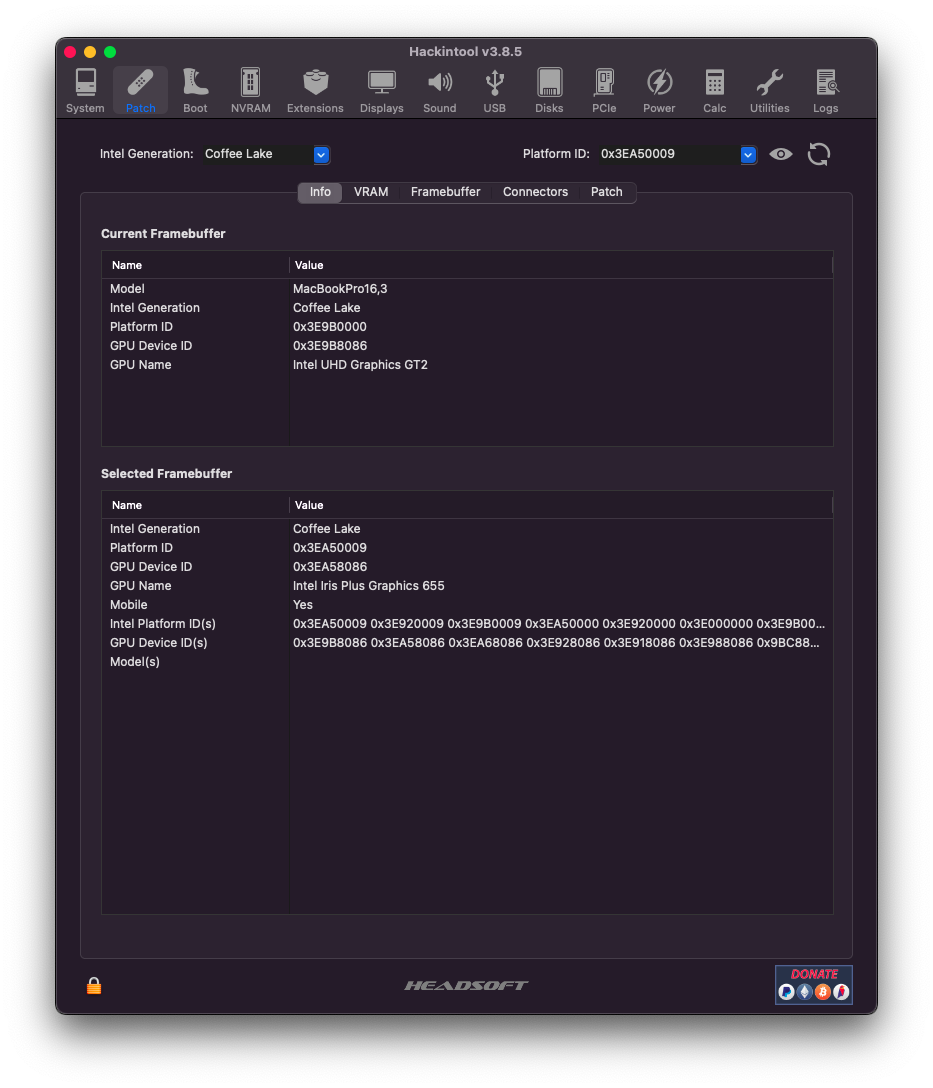 Hackintool v3.8.5
System Patch Boot NVRAM Extensions Displays Sound USB Disks PCIe Power Calc Utilities Logs
Intel Generation: Coffee Lake Platform ID: 0x3EA50009
Info VRAM Framebuffer Connectors Patch
Current Framebuffer
Name Value
Model MacBookPro16,3
Intel Generation Coffee Lake
Platform ID 0x3E9B0000
GPU Device ID 0x3E9B8086
GPU Name Intel UHD Graphics GT2
Selected Framebuffer
Name Value
Intel Generation Coffee Lake
Platform ID 0x3EA50009
GPU Device ID 0x3EA58086
GPU Name Intel Iris Plus Graphics 655
Mobile Yes
Intel Platform ID(s) 0x3EA50009 0x3E920009 0x3E9B0009 0x3EA50000 0x3E920000 0x3E000000 0x3E9B00...
GPU Device ID(s) 0x3E9B8086 0x3EA58086 0x3EA68086 0x3E928086 0x3E918086 0x3E988086 0x9BC88...
Model(s)
HEADSOFT
DONATE